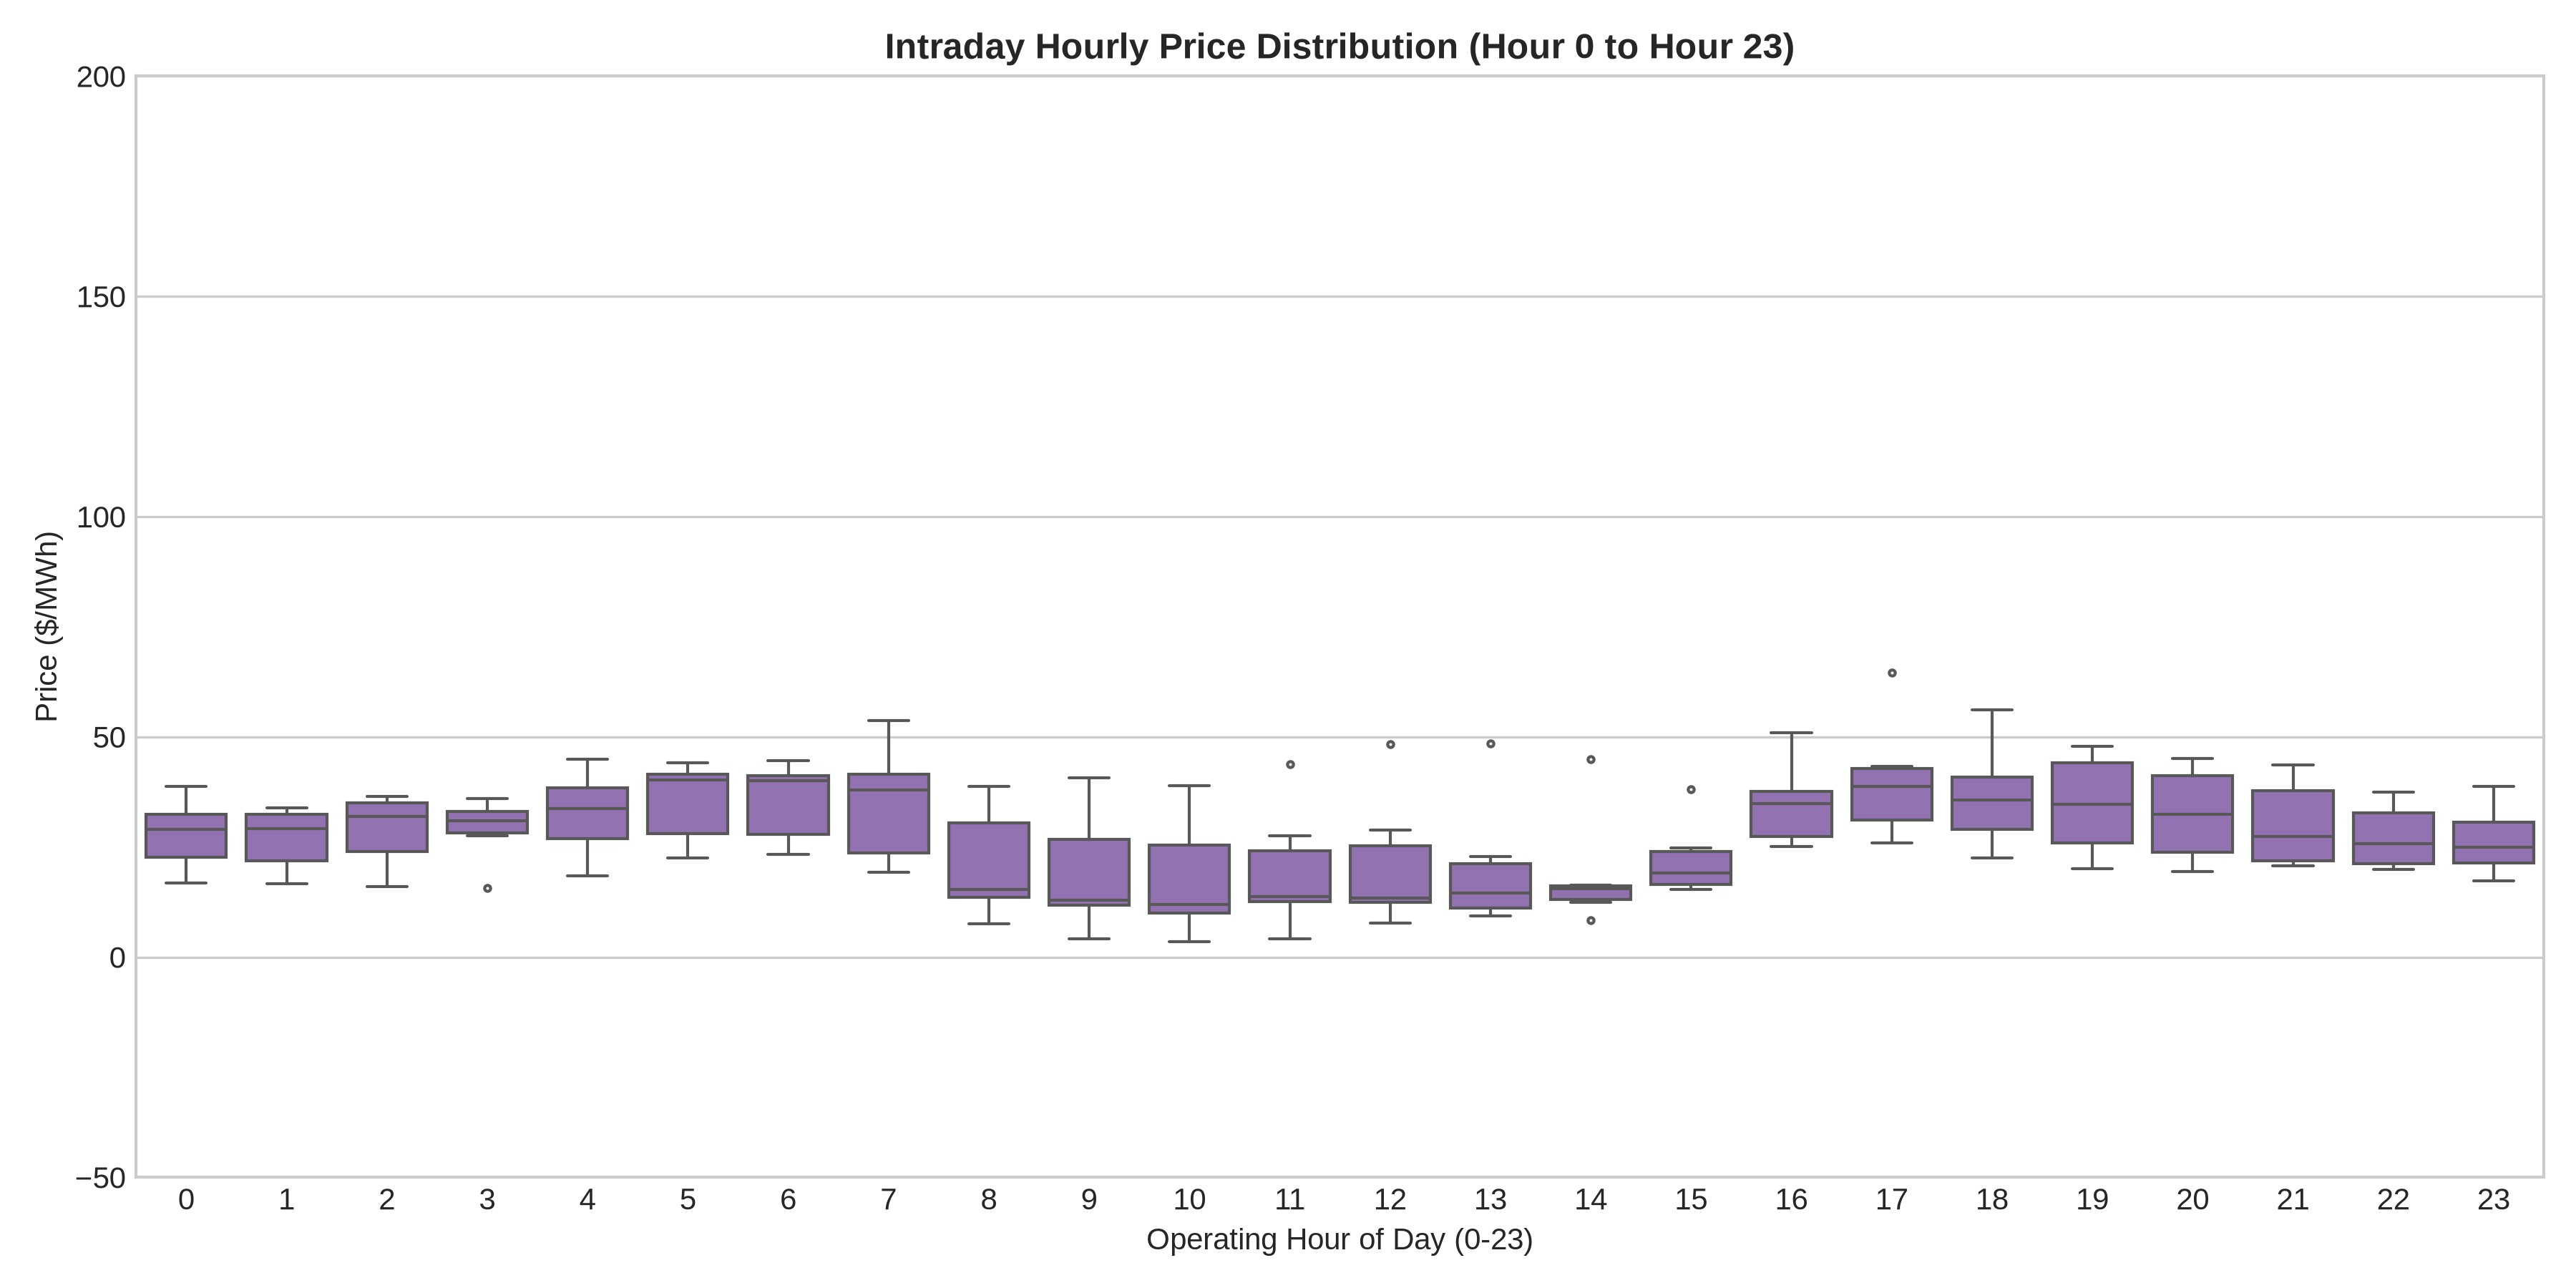 Intraday Hourly Price Distribution (Hour 0 to Hour 23)
200
150
100
50
0
−50
Price ($/MWh)
0 1 2 3 4 5 6 7 8 9 10 11 12 13 14 15 16 17 18 19 20 21 22 23
Operating Hour of Day (0-23)